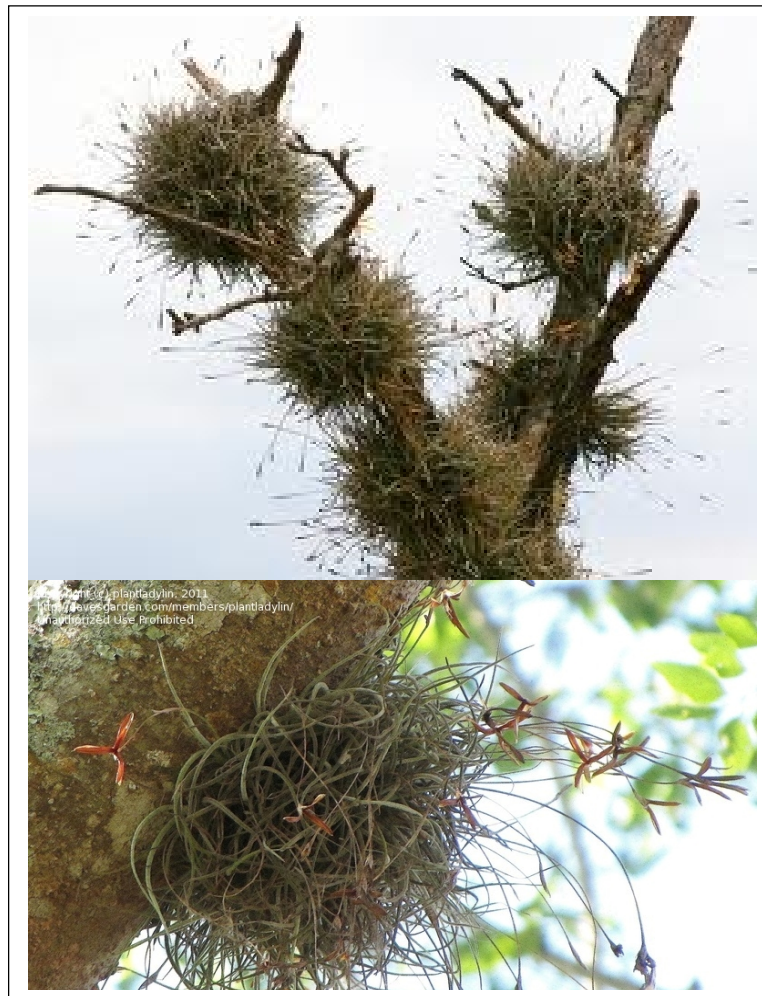 (c) plantladylin, 2011
http://davesgarden.com/members/plantladylin/
Unauthorized Use Prohibited